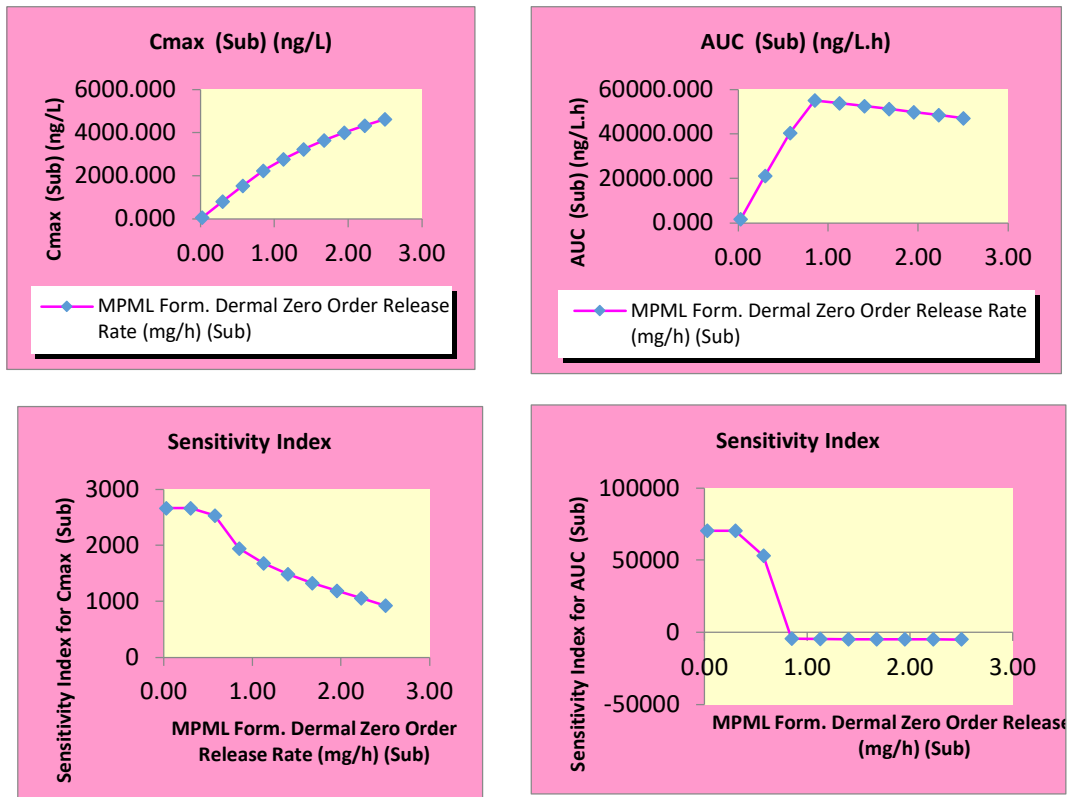 Cmax (Sub) (ng/L)
Cmax (Sub) (ng/L)
6000.000
4000.000
2000.000
0.000
0.00 1.00 2.00 3.00
MPML Form. Dermal Zero Order Release
Rate (mg/h) (Sub)
AUC (Sub) (ng/L.h)
AUC (Sub) (ng/L.h)
60000.000
40000.000
20000.000
0.000
0.00 1.00 2.00 3.00
MPML Form. Dermal Zero Order Release Rate
(mg/h) (Sub)
Sensitivity Index
Sensitivity Index for Cmax (Sub)
3000
2000
1000
0
0.00 1.00 2.00 3.00
MPML Form. Dermal Zero Order
Release Rate (mg/h) (Sub)
Sensitivity Index
Sensitivity Index for AUC (Sub)
100000
50000
0
-50000
0.00 1.00 2.00 3.00
MPML Form. Dermal Zero Order Release
(mg/h) (Sub)